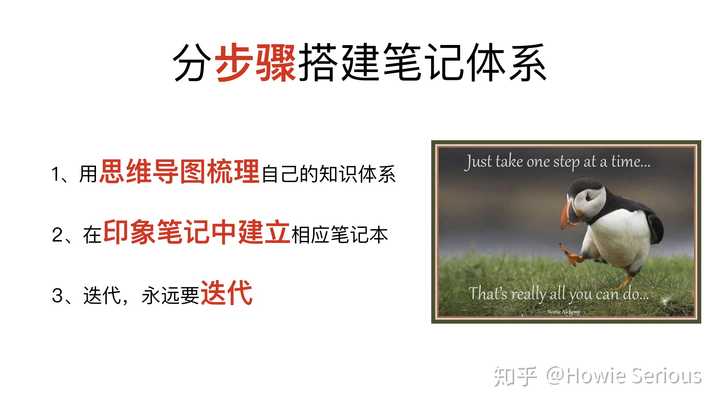 分步骤搭建笔记体系
1、用思维导图梳理自己的知识体系
2、在印象笔记中建立相应笔记本
3、迭代，永远要迭代
Just take one step at a time...
That's really all you can do...
知乎 @Howie Serious